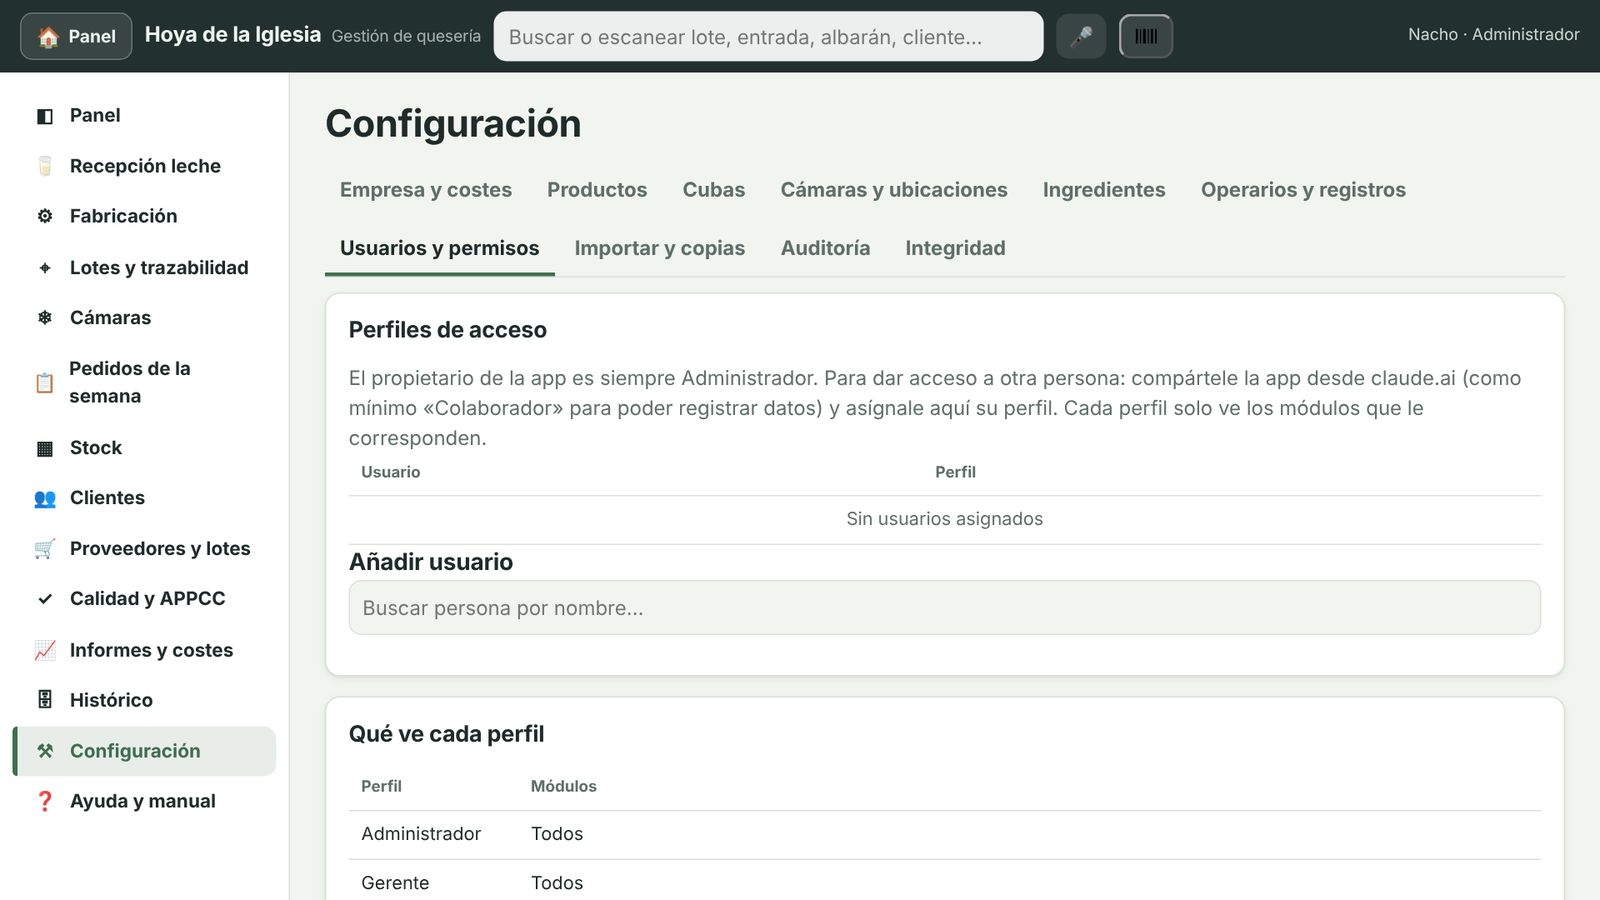 Panel
Hoya de la Iglesia
Gestión de quesería
Buscar o escanear lote, entrada, albarán, cliente...
Nacho · Administrador
Panel
Recepción leche
Fabricación
Lotes y trazabilidad
Cámaras
Pedidos de la
semana
Stock
Clientes
Proveedores y lotes
Calidad y APPCC
Informes y costes
Histórico
Configuración
Ayuda y manual
Configuración
Empresa y costes
Productos
Cubas
Cámaras y ubicaciones
Ingredientes
Operarios y registros
Usuarios y permisos
Importar y copias
Auditoría
Integridad
Perfiles de acceso
El propietario de la app es siempre Administrador. Para dar acceso a otra persona: compártele la app desde claude.ai (como
mínimo «Colaborador» para poder registrar datos) y asígnale aquí su perfil. Cada perfil solo ve los módulos que le
corresponden.
Usuario
Perfil
Sin usuarios asignados
Añadir usuario
Buscar persona por nombre...
Qué ve cada perfil
Perfil
Módulos
Administrador
Todos
Gerente
Todos